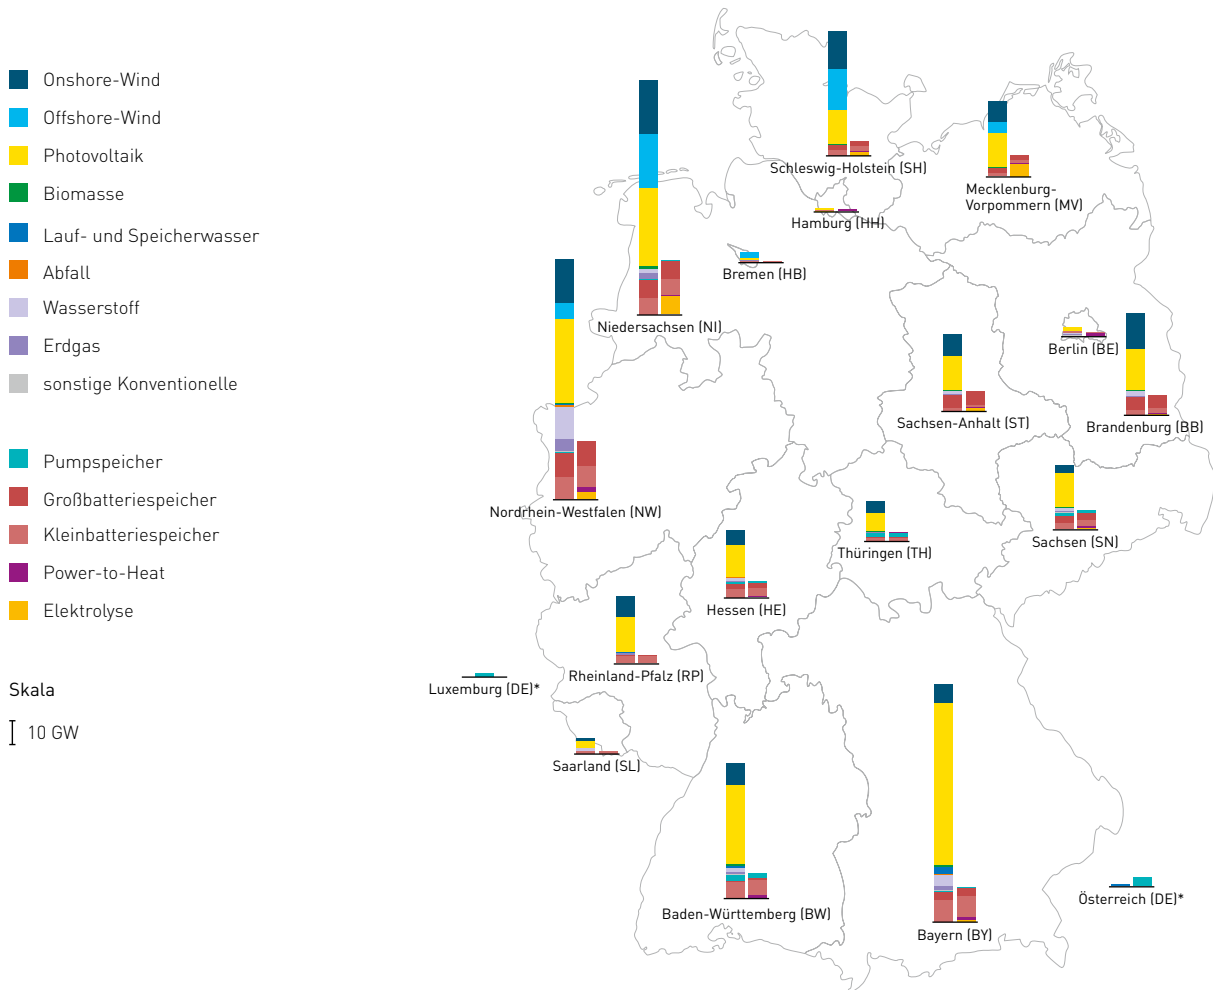 Onshore-Wind
Offshore-Wind
Photovoltaik
Biomasse
Lauf- und Speicherwasser
Abfall
Wasserstoff
Erdgas
sonstige Konventionelle
Pumpspeicher
Großbatteriespeicher
Kleinbatteriespeicher
Power-to-Heat
Elektrolyse
Skala
10 GW
Schleswig-Holstein (SH)
Mecklenburg-
Vorpommern (MV)
Hamburg (HH)
Bremen (HB)
Niedersachsen (NI)
Berlin (BE)
Sachsen-Anhalt (ST)
Brandenburg (BB)
Nordrhein-Westfalen (NW)
Sachsen (SN)
Thüringen (TH)
Hessen (HE)
Rheinland-Pfalz (RP)
Luxemburg (DE)*
Saarland (SL)
Österreich (DE)*
Baden-Württemberg (BW)
Bayern (BY)